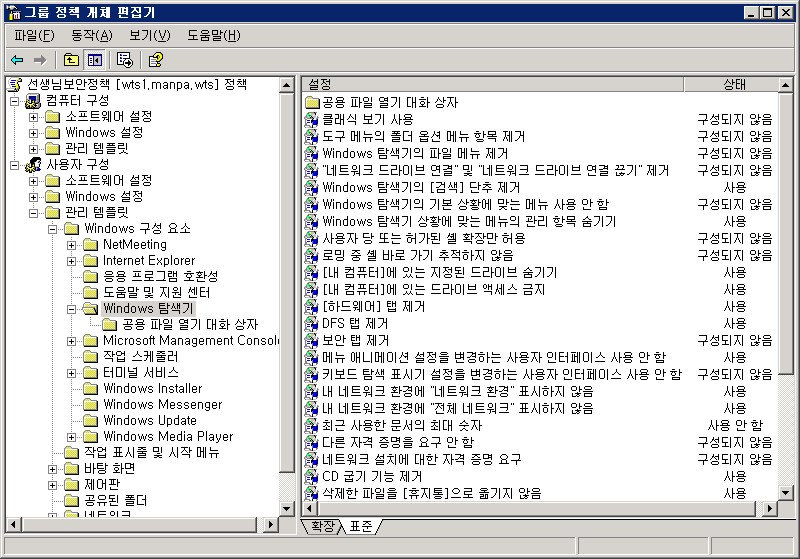 그룹 정책 개체 편집기
파일(F) 동작(A) 보기(V) 도움말(H)
선생님보안정책 [wts1.manpa.wts] 정책
컴퓨터 구성
소프트웨어 설정
Windows 설정
관리 템플릿
사용자 구성
소프트웨어 설정
Windows 설정
관리 템플릿
Windows 구성 요소
NetMeeting
Internet Explorer
응용 프로그램 호환성
도움말 및 지원 센터
Windows 탐색기
공용 파일 열기 대화 상자
Microsoft Management Consol
작업 스케줄러
터미널 서비스
Windows Installer
Windows Messenger
Windows Update
Windows Media Player
작업 표시줄 및 시작 메뉴
바탕 화면
제어판
공유된 폴더
네트워크
설정 상태
공용 파일 열기 대화 상자
클래식 보기 사용 구성되지 않음
도구 메뉴의 폴더 옵션 메뉴 항목 제거 구성되지 않음
Windows 탐색기의 파일 메뉴 제거 구성되지 않음
"네트워크 드라이브 연결" 및 "네트워크 드라이브 연결 끊기" 제거 구성되지 않음
Windows 탐색기의 [검색] 단추 제거 사용
Windows 탐색기의 기본 상황에 맞는 메뉴 사용 안 함 구성되지 않음
Windows 탐색기 상황에 맞는 메뉴의 관리 항목 숨기기 사용
사용자 당 또는 허가된 셸 확장만 허용 구성되지 않음
로밍 중 셸 바로 가기 추적하지 않음 구성되지 않음
[내 컴퓨터]에 있는 지정된 드라이브 숨기기 사용
[내 컴퓨터]에 있는 드라이브 액세스 금지 사용
[하드웨어] 탭 제거 사용
DFS 탭 제거 사용
보안 탭 제거 구성되지 않음
메뉴 애니메이션 설정을 변경하는 사용자 인터페이스 사용 안 함 사용
키보드 탐색 표시기 설정을 변경하는 사용자 인터페이스 사용 안 함 구성되지 않음
내 네트워크 환경에 "네트워크 환경" 표시하지 않음 사용
내 네트워크 환경에 "전체 네트워크" 표시하지 않음 사용
최근 사용한 문서의 최대 숫자 사용 안 함
다른 자격 증명을 요구 안 함 구성되지 않음
네트워크 설치에 대한 자격 증명 요구 구성되지 않음
CD 굽기 기능 제거 사용
삭제한 파일을 [휴지통]으로 옮기지 않음 사용
확장 표준